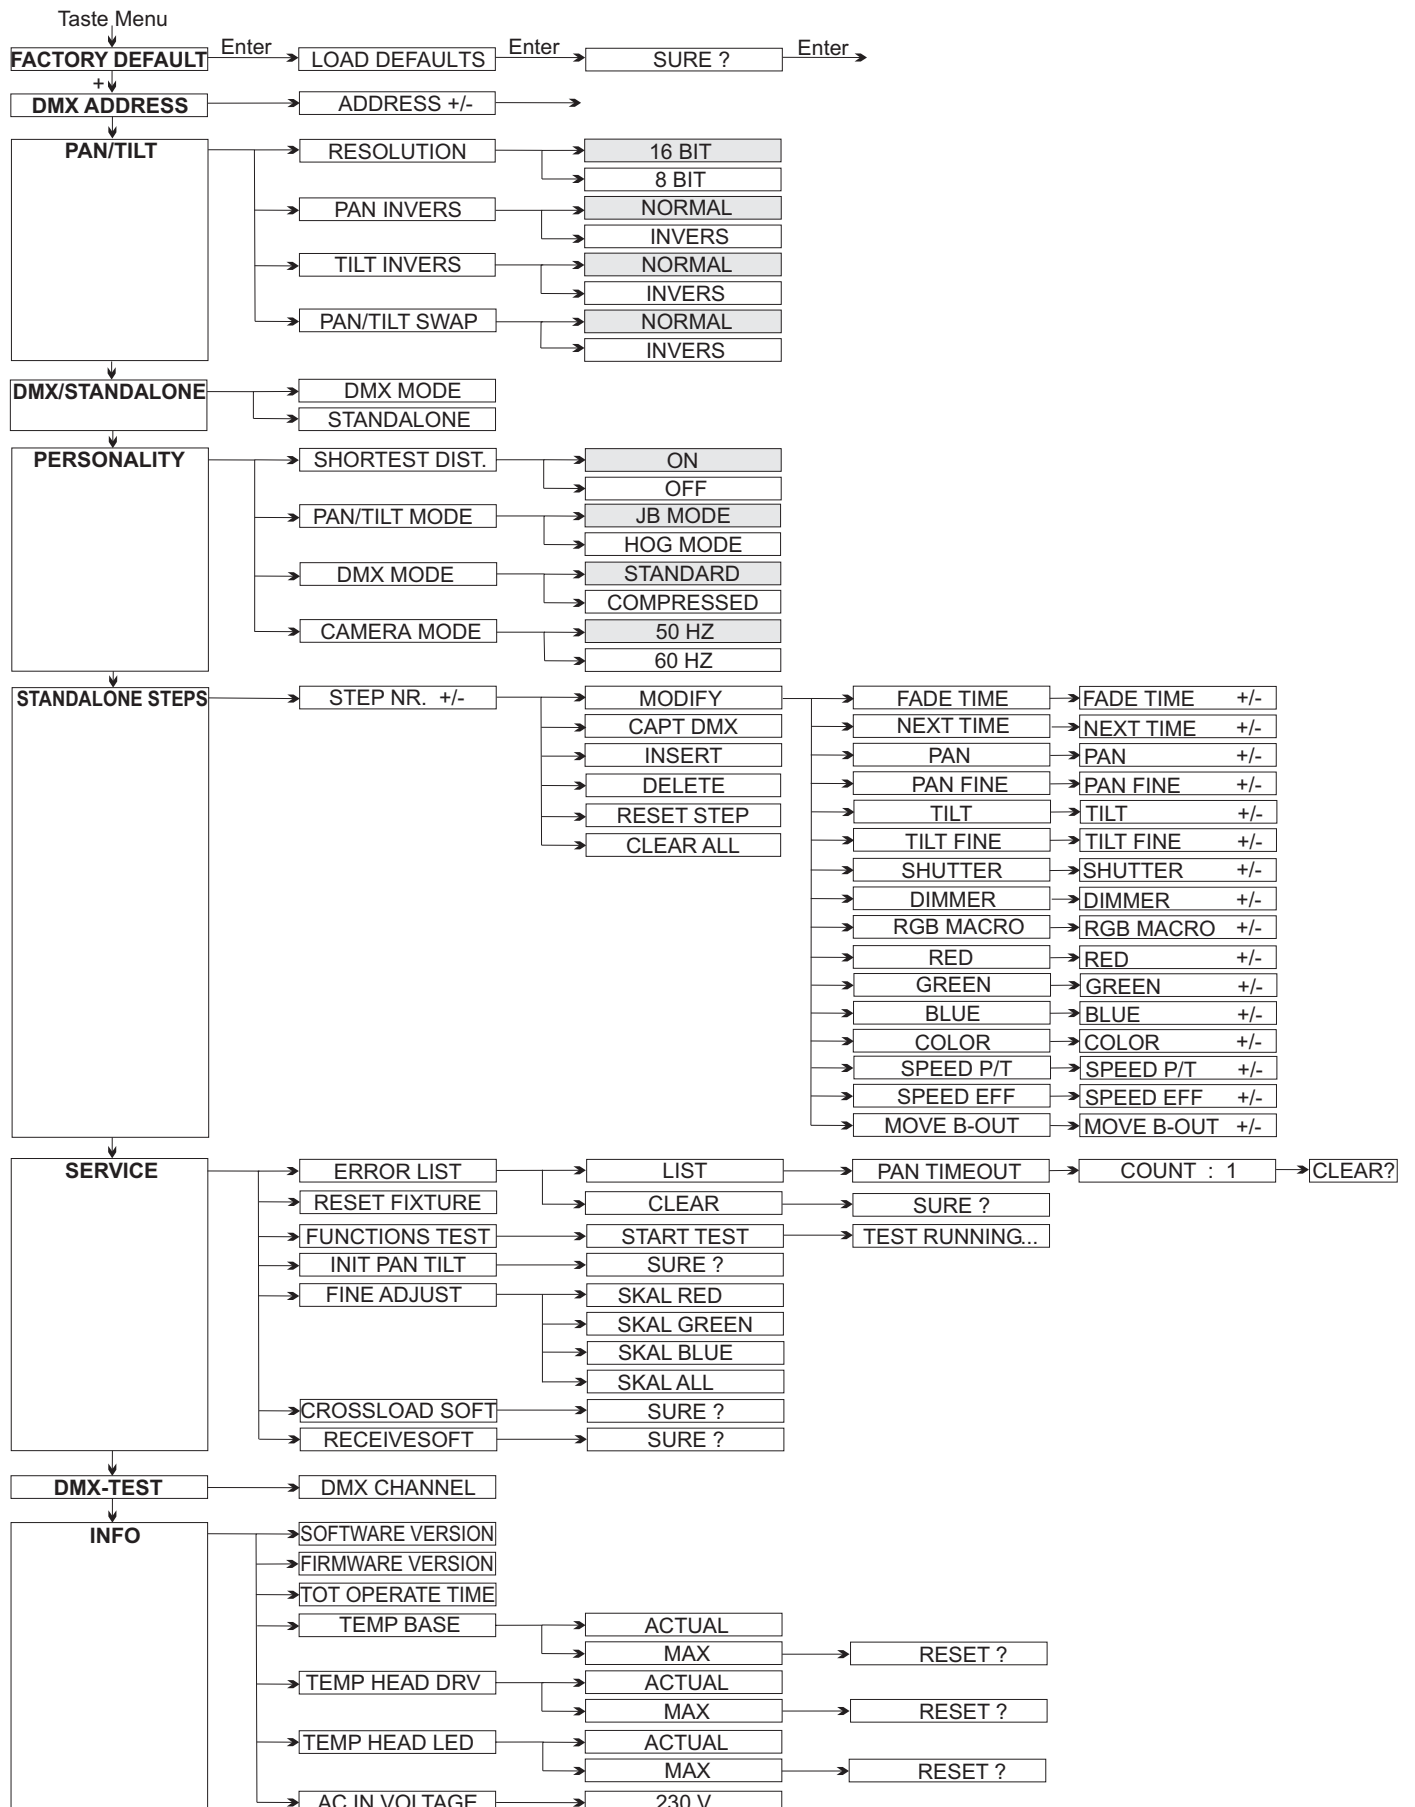 Taste Menu
FACTORY DEFAULT Enter LOAD DEFAULTS Enter SURE ? Enter
+
DMX ADDRESS ADDRESS +/-
PAN/TILT RESOLUTION 16 BIT
8 BIT
PAN INVERS NORMAL
INVERS
TILT INVERS NORMAL
INVERS
PAN/TILT SWAP NORMAL
INVERS
DMX/STANDALONE DMX MODE
STANDALONE
PERSONALITY SHORTEST DIST. ON
OFF
PAN/TILT MODE JB MODE
HOG MODE
DMX MODE STANDARD
COMPRESSED
CAMERA MODE 50 HZ
60 HZ
STANDALONE STEPS STEP NR. +/- MODIFY FADE TIME FADE TIME +/-
CAPT DMX NEXT TIME NEXT TIME +/-
INSERT PAN PAN +/-
DELETE PAN FINE PAN FINE +/-
RESET STEP TILT TILT +/-
CLEAR ALL TILT FINE TILT FINE +/-
SHUTTER SHUTTER +/-
DIMMER DIMMER +/-
RGB MACRO RGB MACRO +/-
RED RED +/-
GREEN GREEN +/-
BLUE BLUE +/-
COLOR COLOR +/-
SPEED P/T SPEED P/T +/-
SPEED EFF SPEED EFF +/-
MOVE B-OUT MOVE B-OUT +/-
SERVICE ERROR LIST LIST PAN TIMEOUT COUNT : 1 CLEAR?
RESET FIXTURE CLEAR SURE ?
FUNCTIONS TEST START TEST TEST RUNNING...
INIT PAN TILT SURE ?
FINE ADJUST SKAL RED
SKAL GREEN
SKAL BLUE
SKAL ALL
CROSSLOAD SOFT SURE ?
RECEIVESOFT SURE ?
DMX-TEST DMX CHANNEL
INFO SOFTWARE VERSION
FIRMWARE VERSION
TOT OPERATE TIME
TEMP BASE ACTUAL
MAX RESET ?
TEMP HEAD DRV ACTUAL
MAX RESET ?
TEMP HEAD LED ACTUAL
MAX RESET ?
AC IN VOLTAGE 230 V